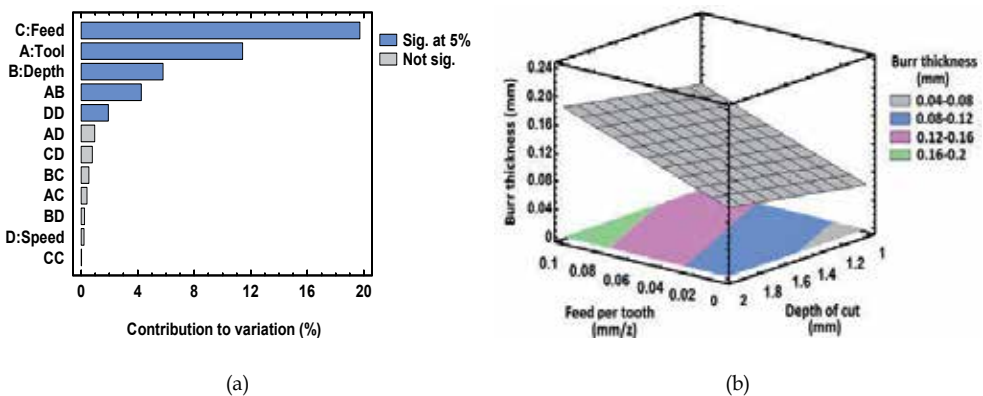 C:Feed
A:Tool
B:Depth
AB
DD
AD
CD
BC
AC
BD
D:Speed
CC
0 4 8 12 16 20
Contribution to variation (%)
Sig. at 5%
Not sig.
(a)
Burr thickness (mm)
0.24
0.20
0.16
0.12
0.08
0.04
0
0.1 0.08 0.06 0.04 0.02 0
Feed per tooth
(mm/z)
2 1.8 1.6 1.4 1.2 1
Depth of cut
(mm)
Burr thickness
(mm)
0.04-0.08
0.08-0.12
0.12-0.16
0.16-0.2
(b)